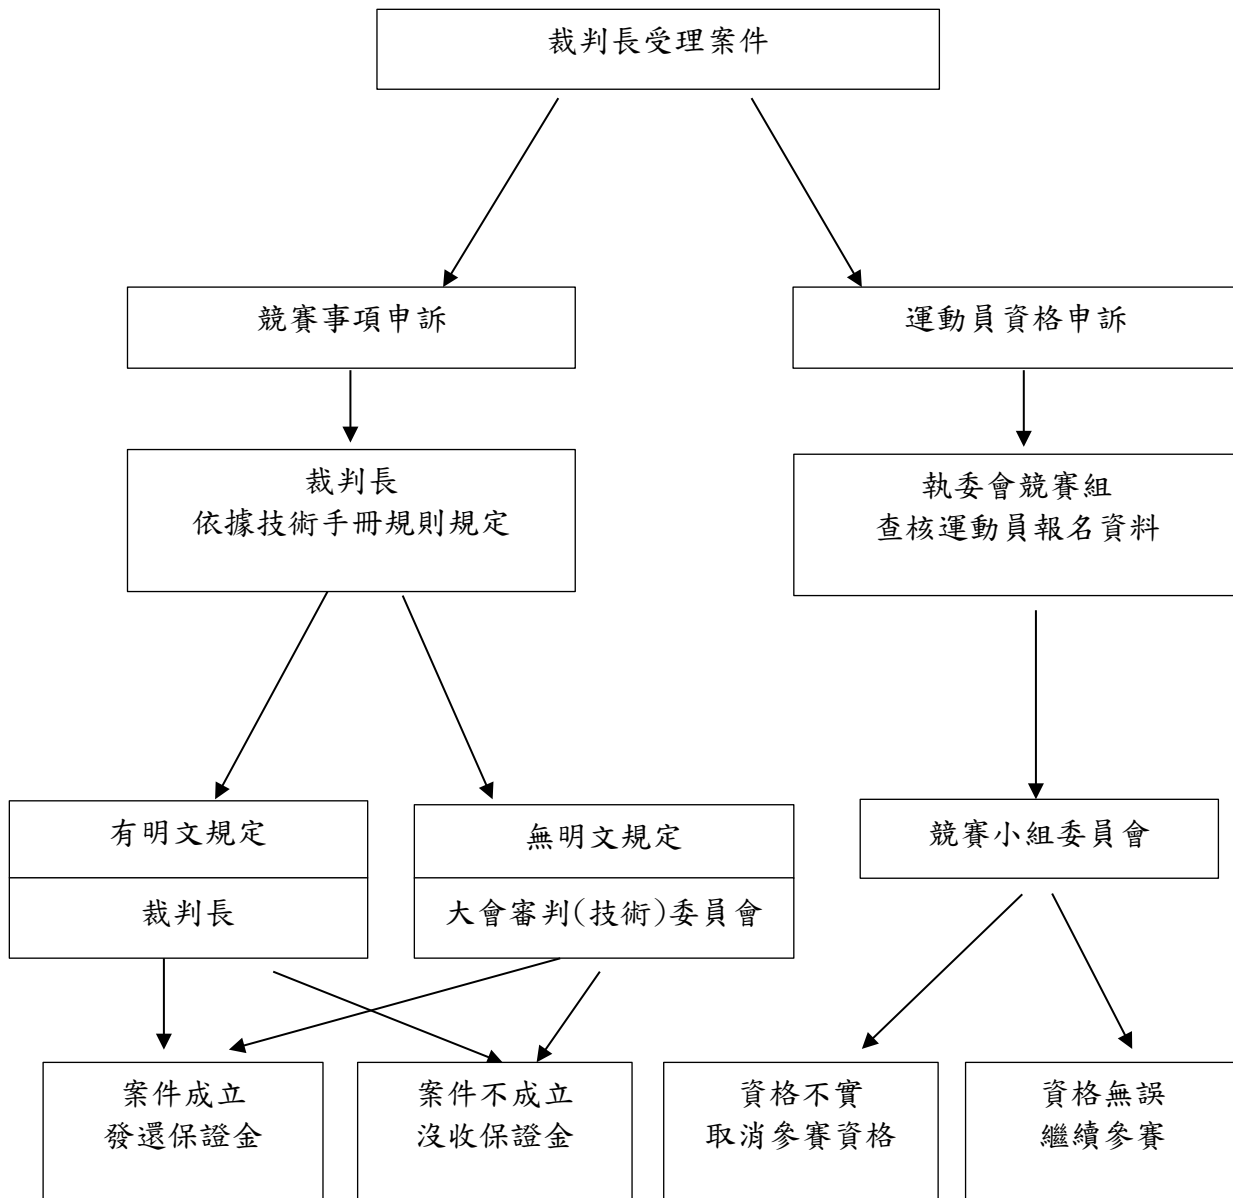 裁判長受理案件
競賽事項申訴
運動員資格申訴
裁判長
依據技術手冊規則規定
執委會競賽組
查核運動員報名資料
有明文規定
裁判長
無明文規定
大會審判(技術)委員會
競賽小組委員會
案件成立
發還保證金
案件不成立
沒收保證金
資格不實
取消參賽資格
資格無誤
繼續參賽